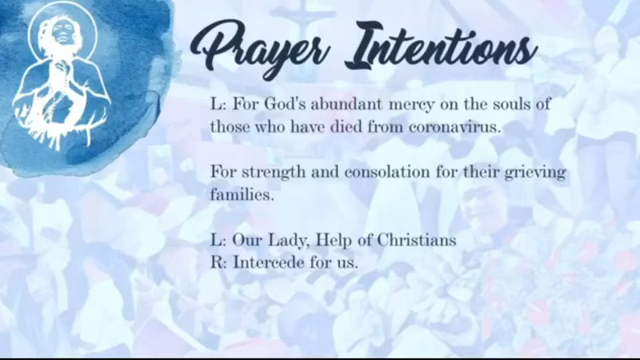 Prayer Intentions
L: For God's abundant mercy on the souls of
those who have died from coronavirus.
For strength and consolation for their grieving
families.
L: Our Lady, Help of Christians
R: Intercede for us.